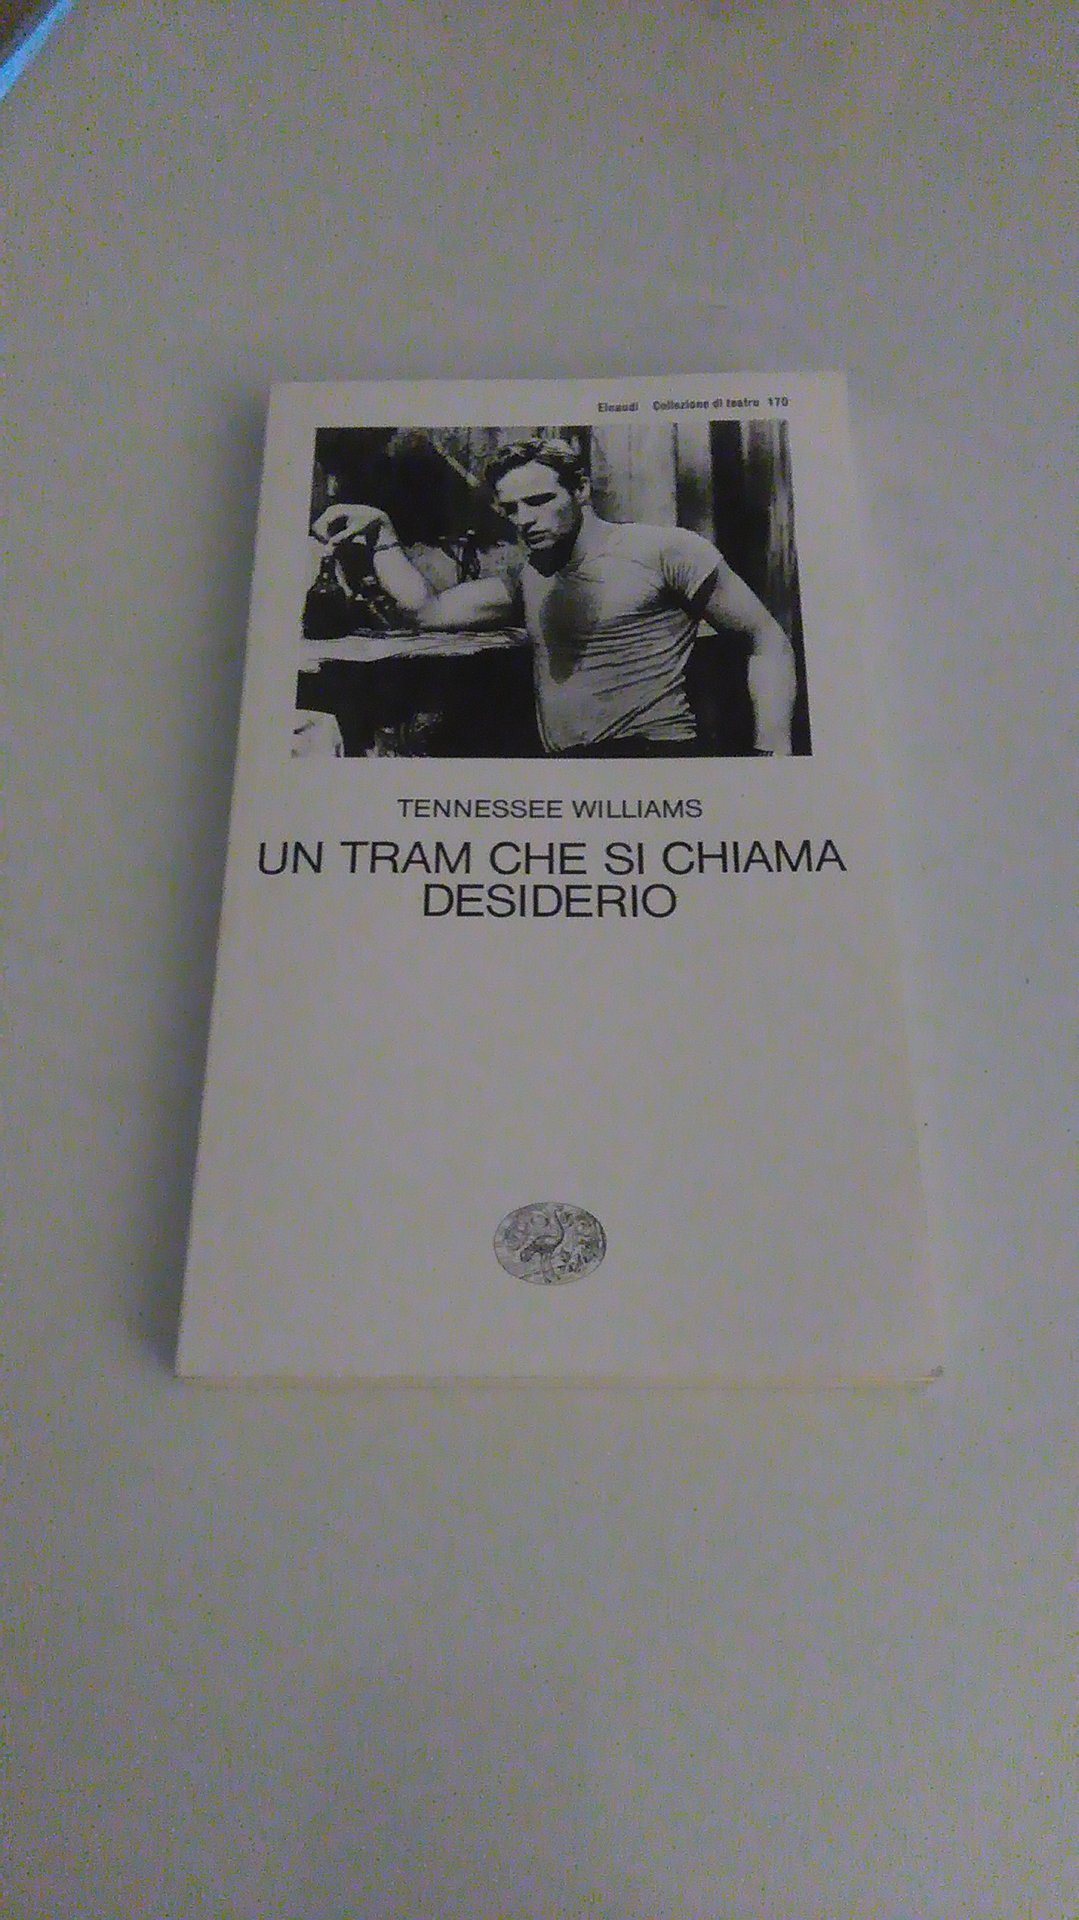 Einaudi Collezione di teatro 170
TENNESSEE WILLIAMS
UN TRAM CHE SI CHIAMA
DESIDERIO